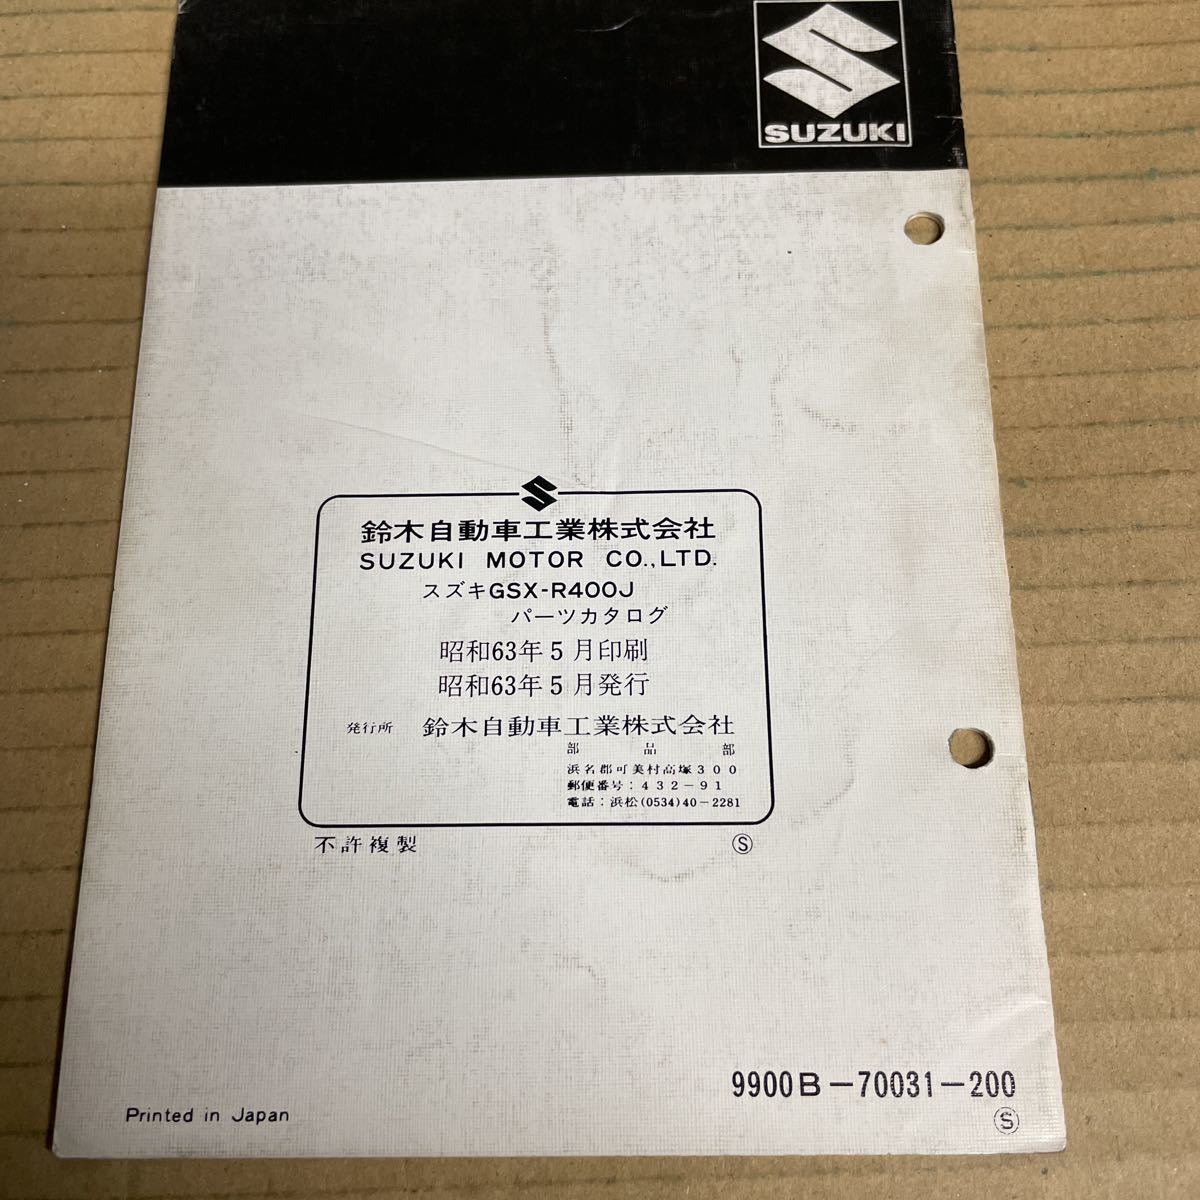 SUZUKI
鈴木自動車工業株式会社
SUZUKI MOTOR CO.,LTD.
スズキGSX-R400J
パーツカタログ
昭和63年5月印刷
昭和63年5月発行
発行所 鈴木自動車工業株式会社
部品部
浜名郡可美村高塚300
郵便番号:432-91
電話:浜松(0534)40-2281
不許複製 Ⓢ
9900B-70031-200
Printed in Japan Ⓢ